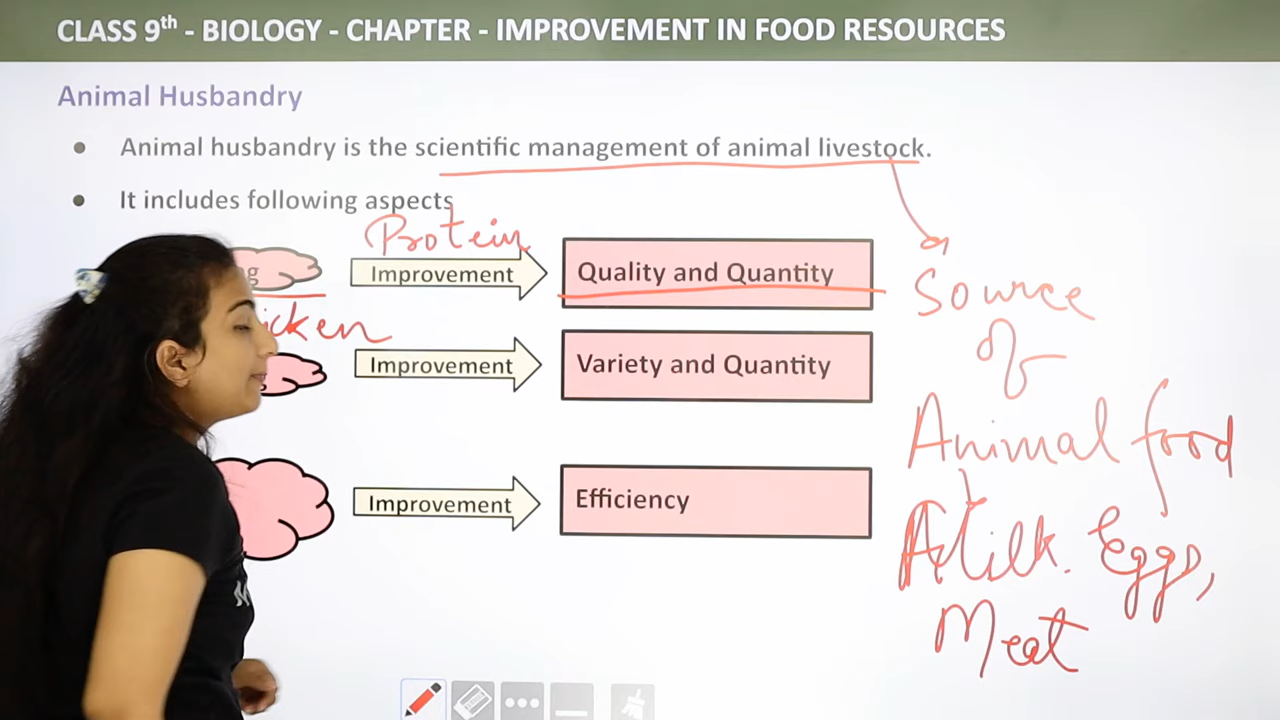 CLASS 9th - BIOLOGY - CHAPTER - IMPROVEMENT IN FOOD RESOURCES
Animal Husbandry
• Animal husbandry is the scientific management of animal livestock.
• It includes following aspects
Protein
Improvement
Quality and Quantity
Improvement
Variety and Quantity
Improvement
Efficiency
Source
of
Animal food
Milk. Eggs,
Meat